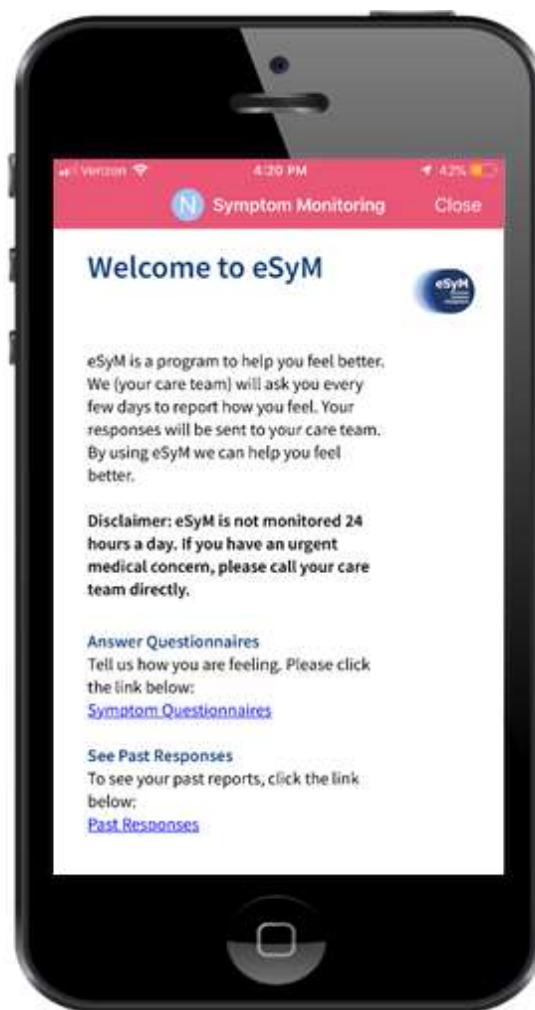 Verizon 4:20 PM 42%
N Symptom Monitoring Close
Welcome to eSyM
eSyM
eSyM is a program to help you feel better.
We (your care team) will ask you every
few days to report how you feel. Your
responses will be sent to your care team.
By using eSyM we can help you feel
better.
Disclaimer: eSyM is not monitored 24
hours a day. If you have an urgent
medical concern, please call your care
team directly.
Answer Questionnaires
Tell us how you are feeling. Please click
the link below:
Symptom Questionnaires
See Past Responses
To see your past reports, click the link
below:
Past Responses